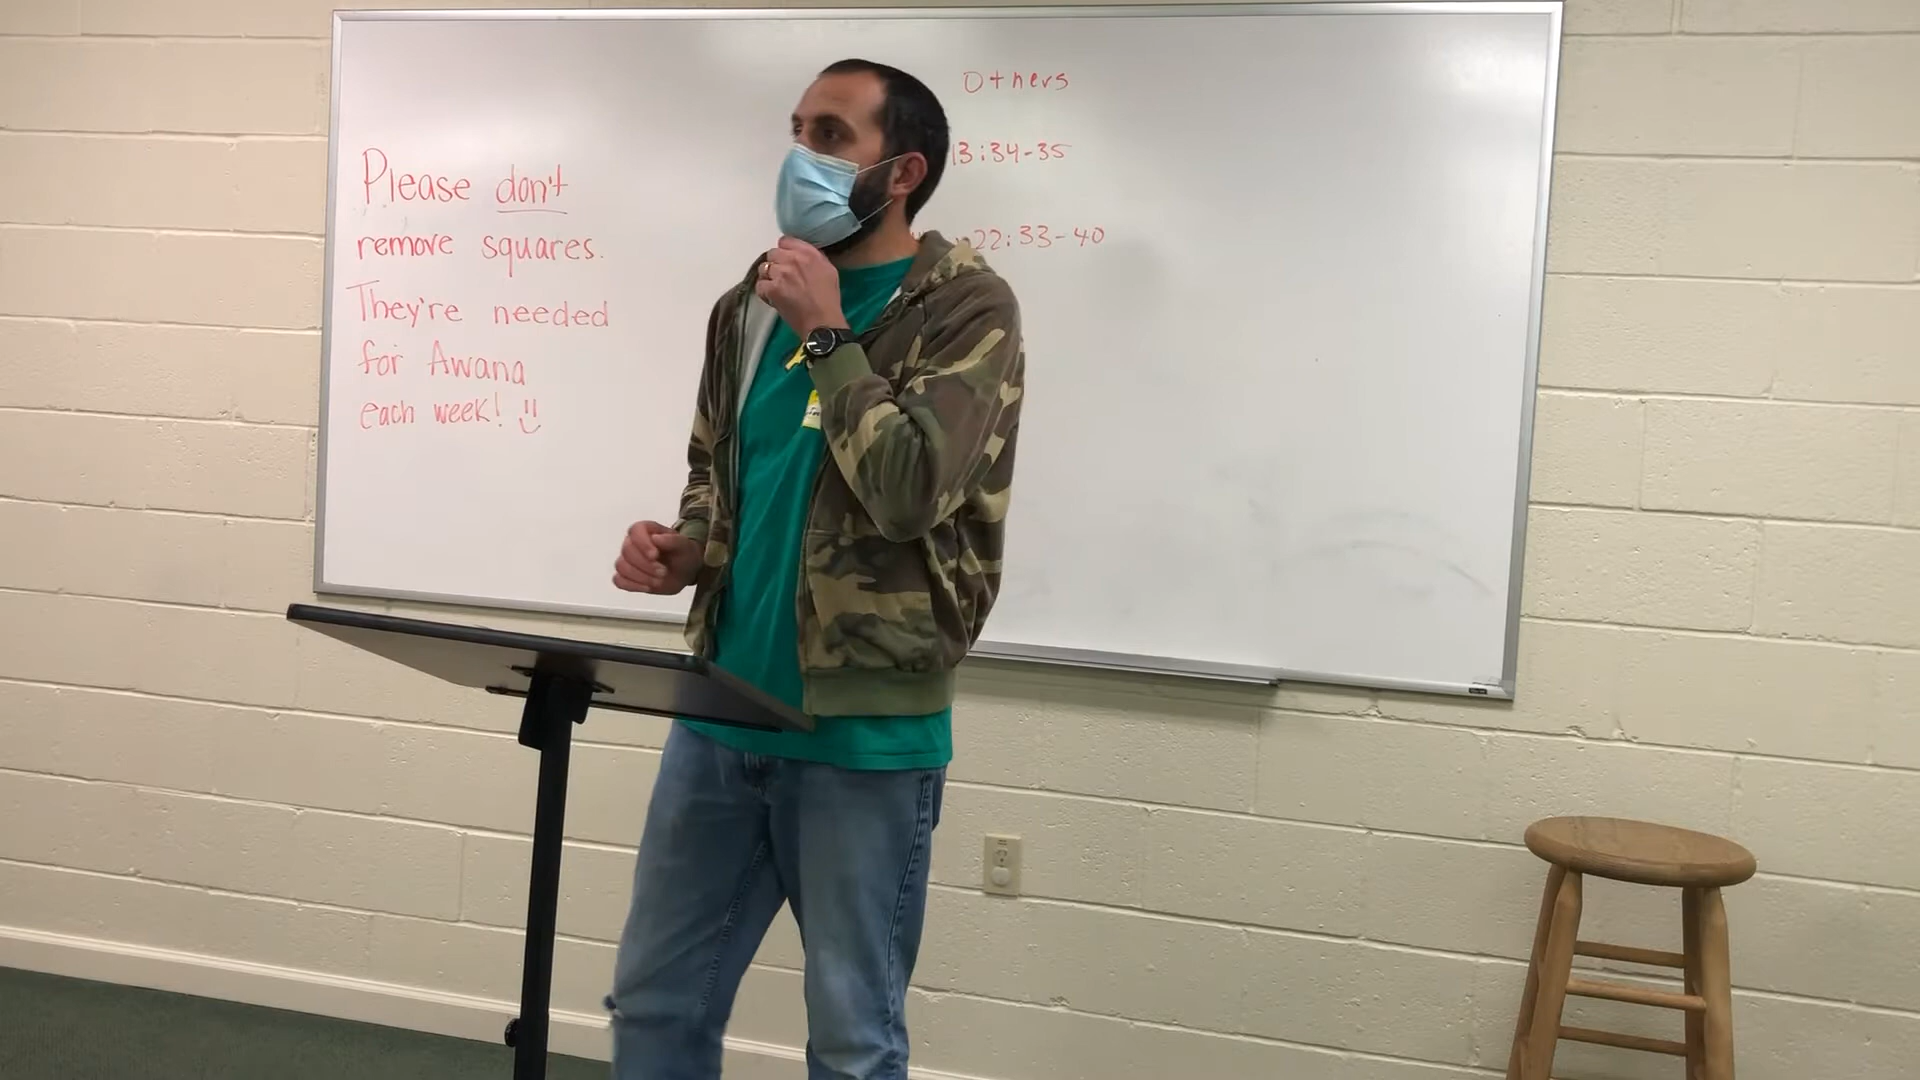 Please don't
remove squares.
They're needed
for Awana
each week!
Others
13:34-35
22:33-40